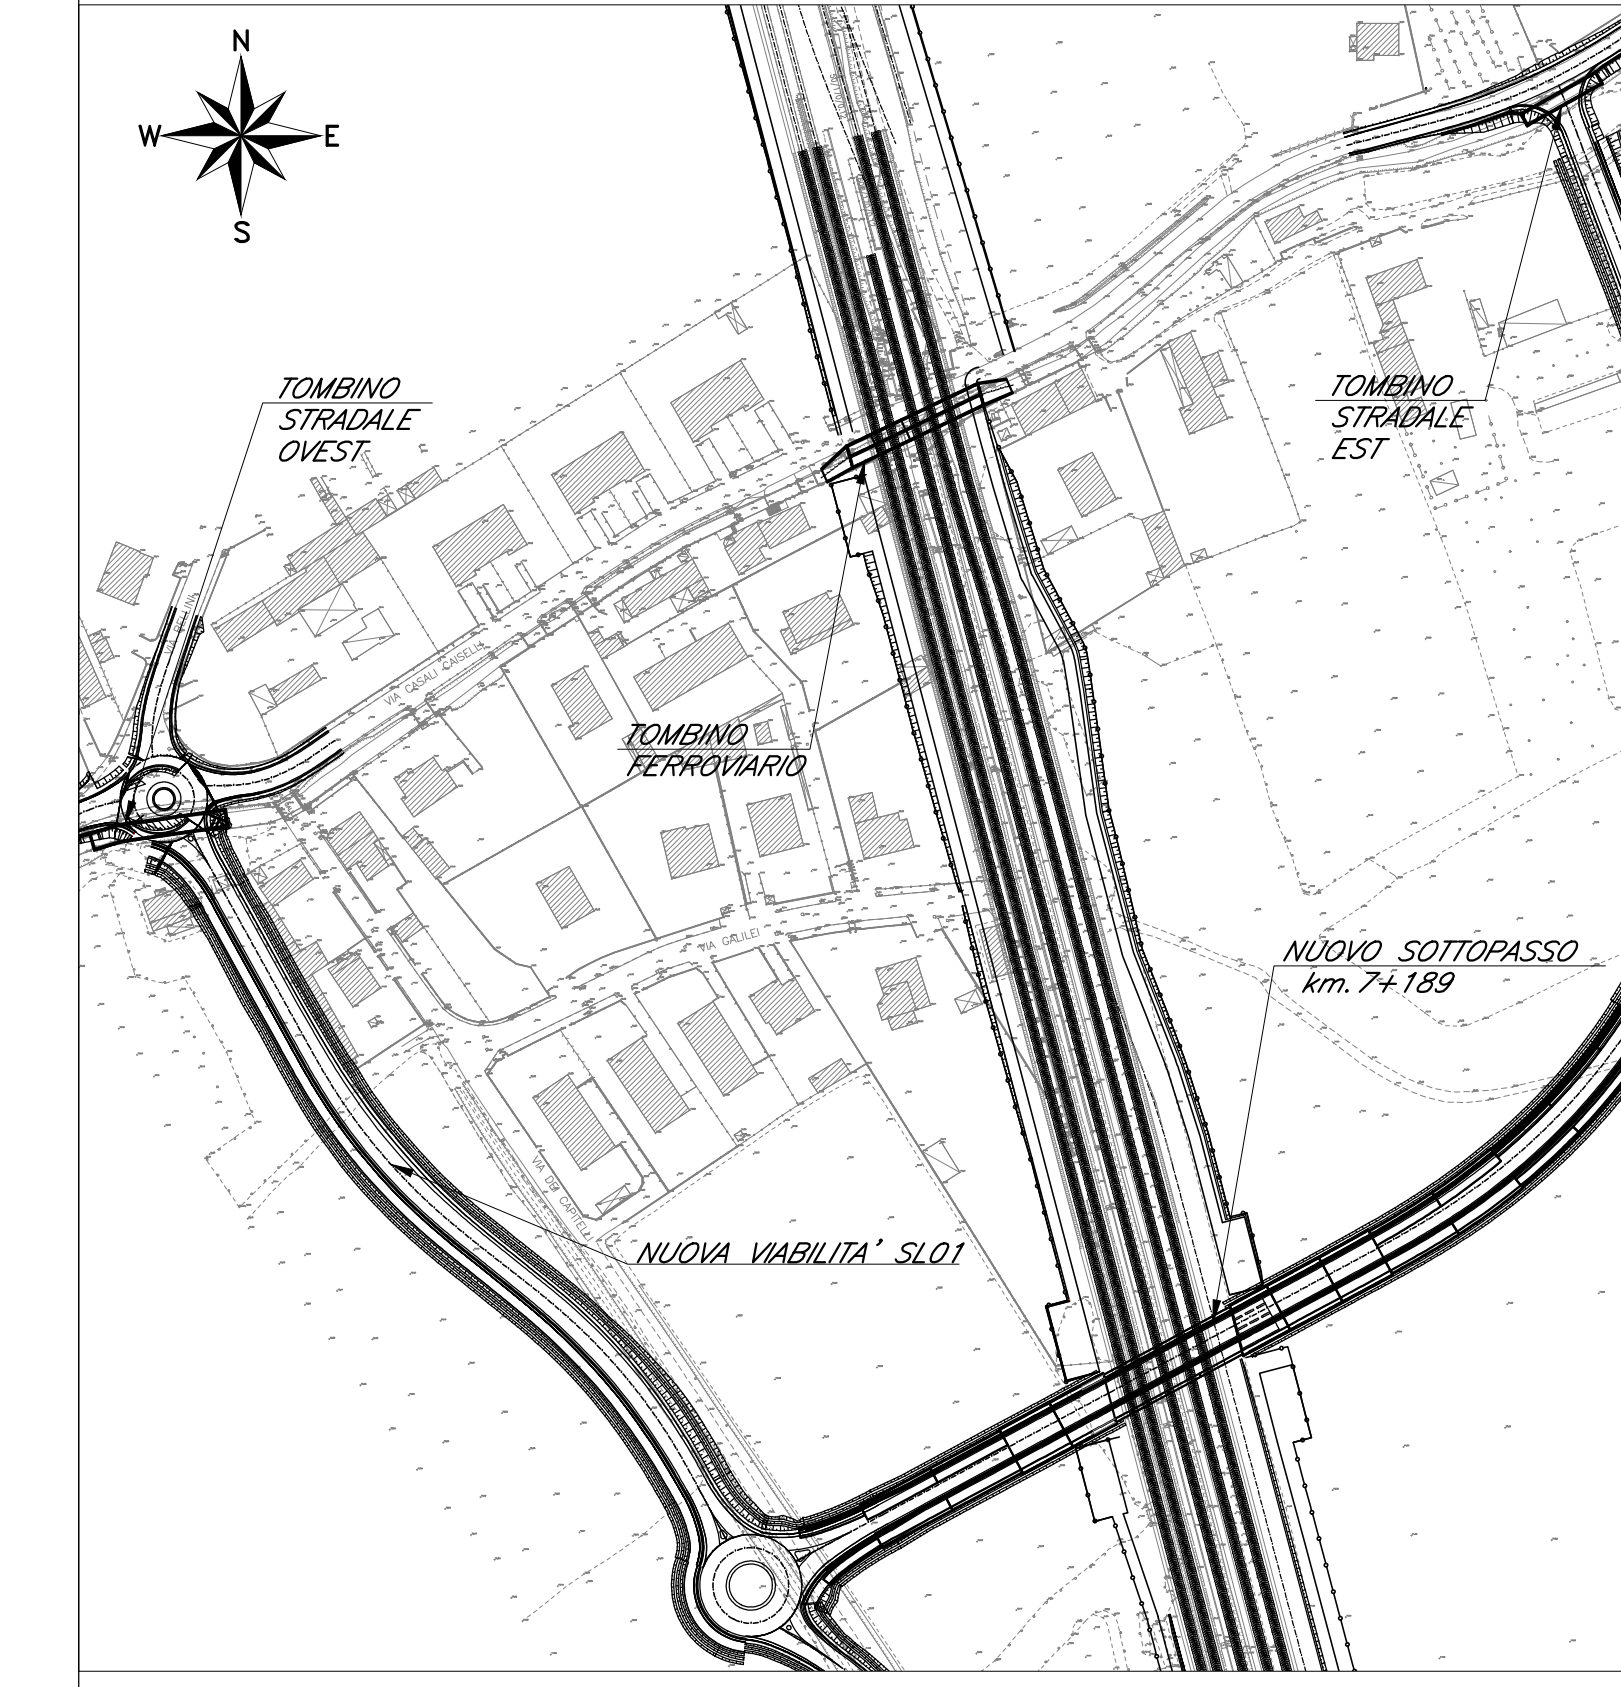 N
W
E
S
TOMBINO
STRADALE
OVEST
TOMBINO
STRADALE
EST
VIA CASALI CAISELLI
TOMBINO
FERROVIARIO
VIA GALILEI
NUOVO SOTTOPASSO
km. 7+189
VIA DEI CAPITELLI
NUOVA VIABILITA' SL01